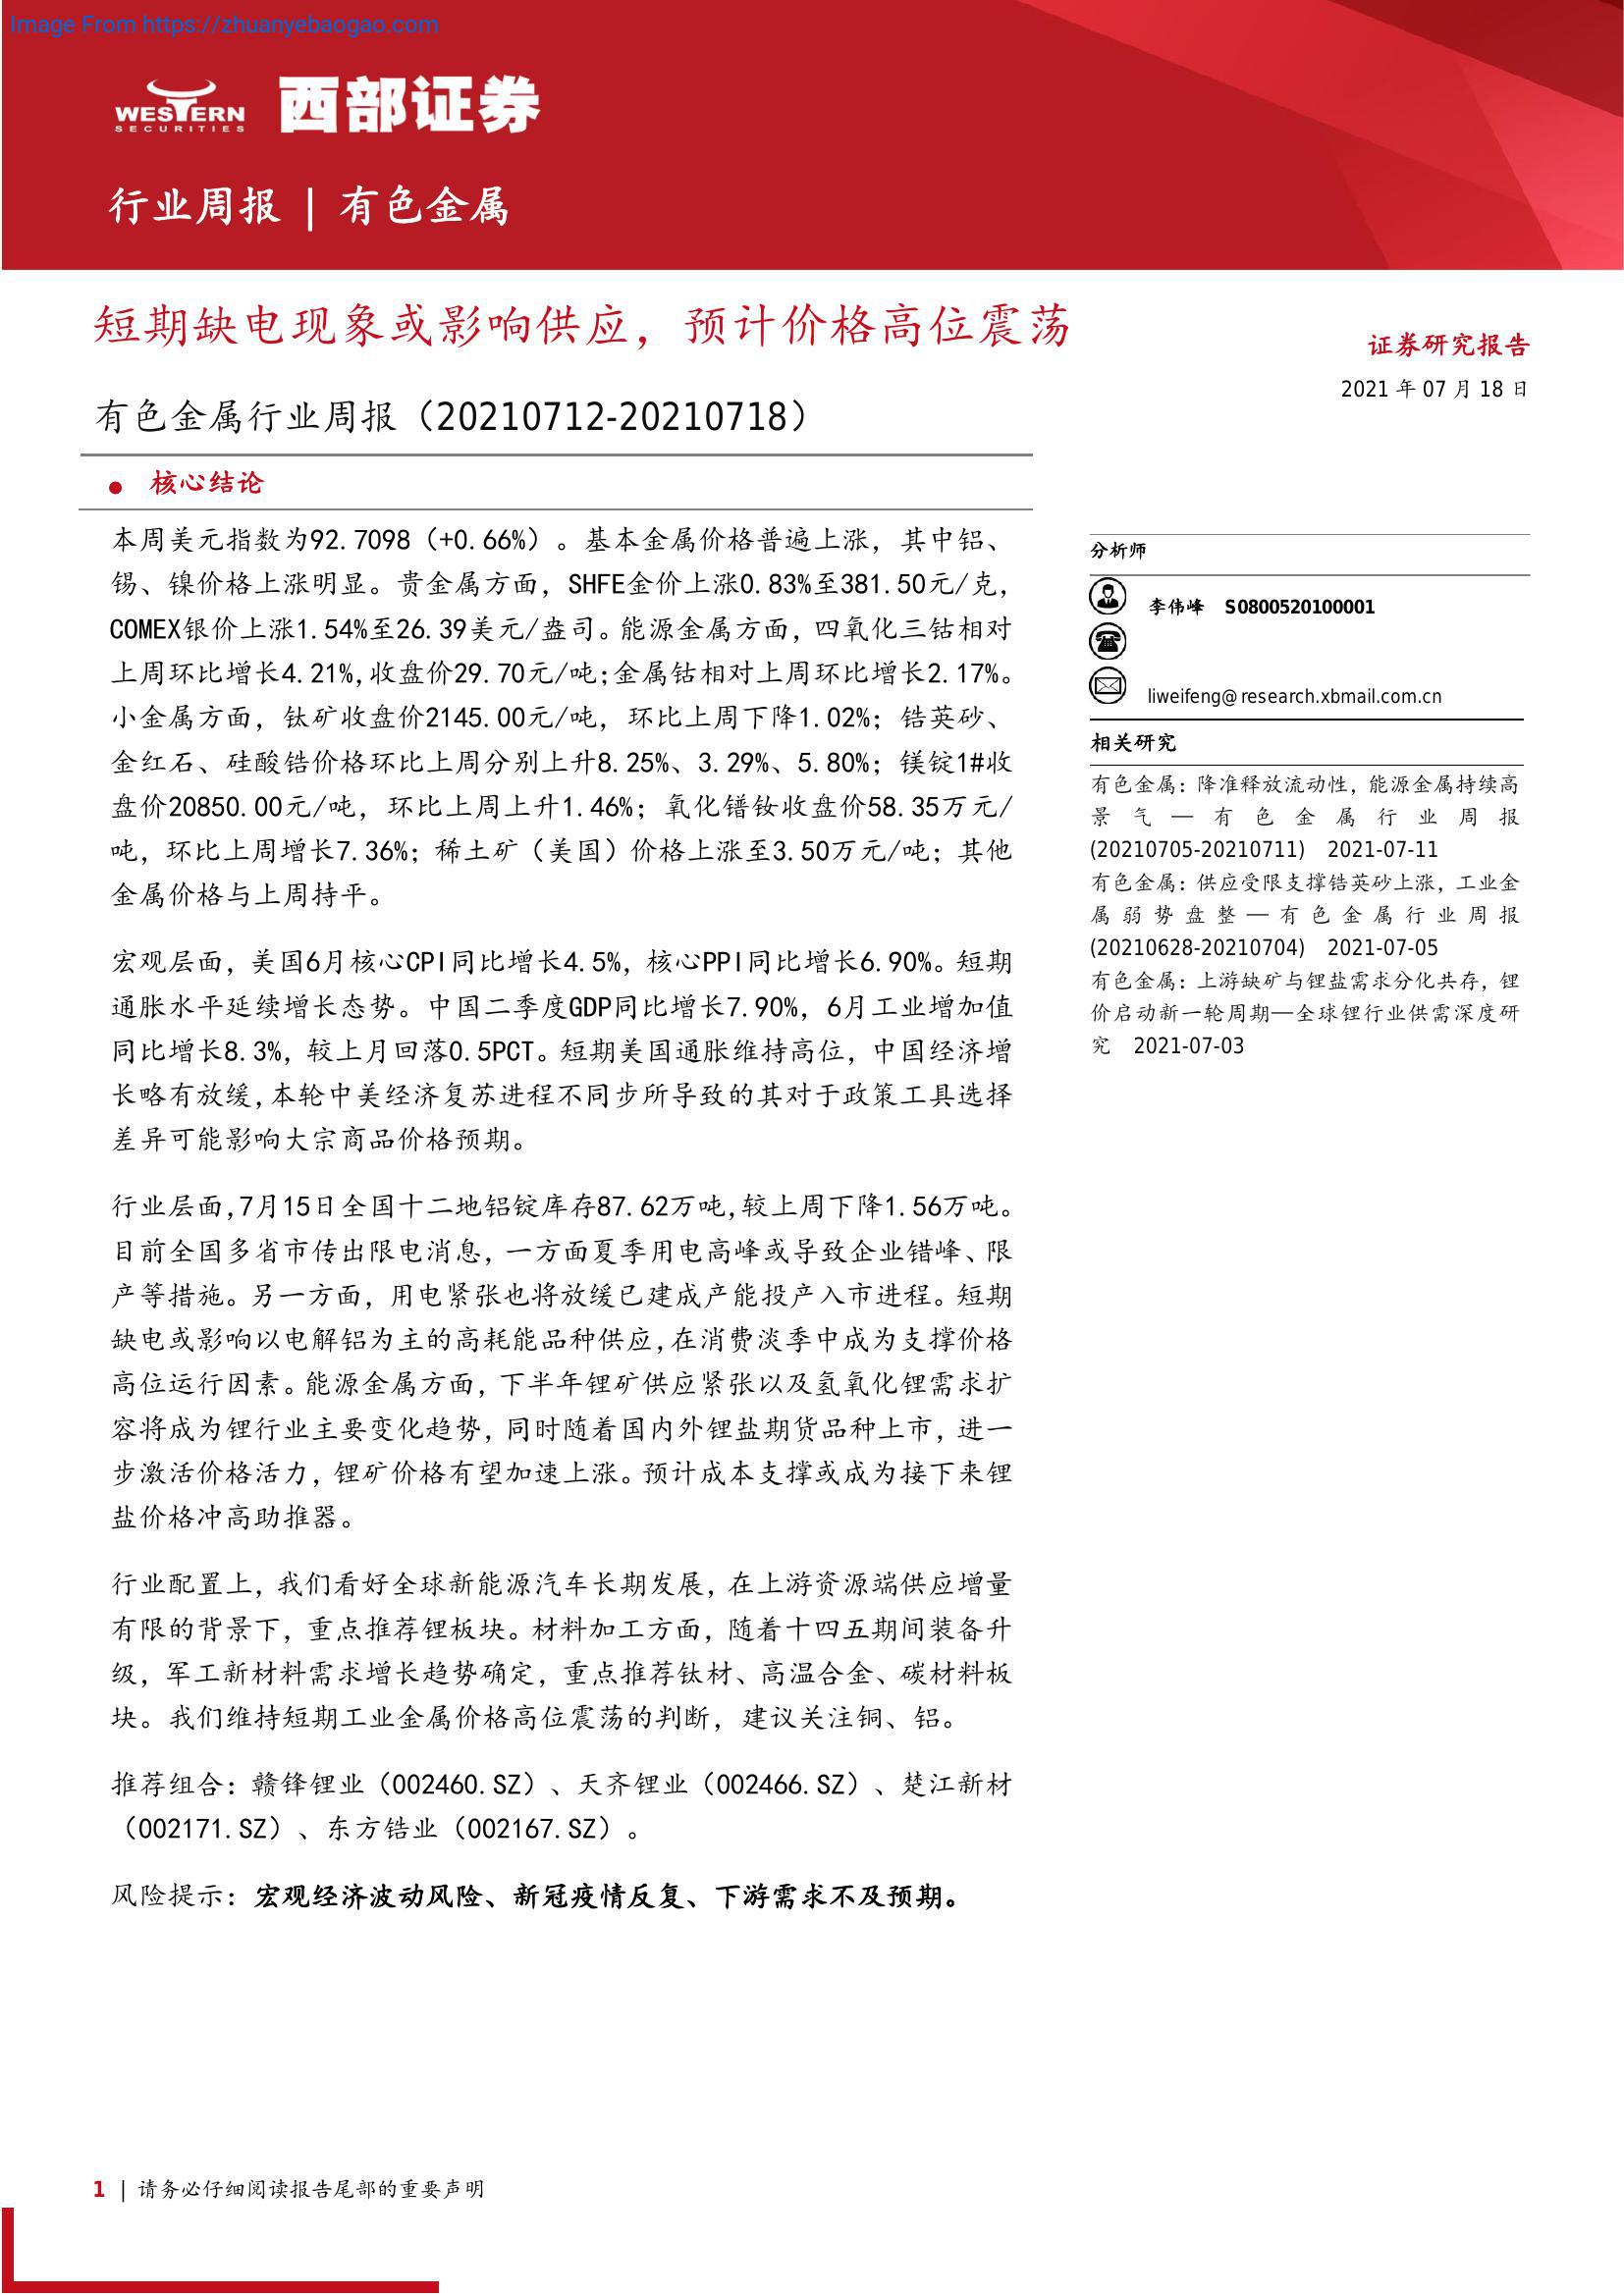 Image From https://zhuanyebaogao.com
WESTERN
SECURITIES
西部证券
行业周报 | 有色金属
短期缺电现象或影响供应，预计价格高位震荡
有色金属行业周报（20210712-20210718）
证券研究报告
2021 年 07 月 18 日
● 核心结论
本周美元指数为92.7098（+0.66%）。基本金属价格普遍上涨，其中铝、
锡、镍价格上涨明显。贵金属方面，SHFE金价上涨0.83%至381.50元/克，
COMEX银价上涨1.54%至26.39美元/盎司。能源金属方面，四氧化三钴相对
上周环比增长4.21%，收盘价29.70元/吨；金属钴相对上周环比增长2.17%。
小金属方面，钛矿收盘价2145.00元/吨，环比上周下降1.02%；锆英砂、
金红石、硅酸锆价格环比上周分别上升8.25%、3.29%、5.80%；镁锭1#收
盘价20850.00元/吨，环比上周上升1.46%；氧化镨钕收盘价58.35万元/
吨，环比上周增长7.36%；稀土矿（美国）价格上涨至3.50万元/吨；其他
金属价格与上周持平。
宏观层面，美国6月核心CPI同比增长4.5%，核心PPI同比增长6.90%。短期
通胀水平延续增长态势。中国二季度GDP同比增长7.90%，6月工业增加值
同比增长8.3%，较上月回落0.5PCT。短期美国通胀维持高位，中国经济增
长略有放缓，本轮中美经济复苏进程不同步所导致的其对于政策工具选择
差异可能影响大宗商品价格预期。
行业层面，7月15日全国十二地铝锭库存87.62万吨，较上周下降1.56万吨。
目前全国多省市传出限电消息，一方面夏季用电高峰或导致企业错峰、限
产等措施。另一方面，用电紧张也将放缓已建成产能投产入市进程。短期
缺电或影响以电解铝为主的高耗能品种供应，在消费淡季中成为支撑价格
高位运行因素。能源金属方面，下半年锂矿供应紧张以及氢氧化锂需求扩
容将成为锂行业主要变化趋势，同时随着国内外锂盐期货品种上市，进一
步激活价格活力，锂矿价格有望加速上涨。预计成本支撑或成为接下来锂
盐价格冲高助推器。
行业配置上，我们看好全球新能源汽车长期发展，在上游资源端供应增量
有限的背景下，重点推荐锂板块。材料加工方面，随着十四五期间装备升
级，军工新材料需求增长趋势确定，重点推荐钛材、高温合金、碳材料板
块。我们维持短期工业金属价格高位震荡的判断，建议关注铜、铝。
推荐组合：赣锋锂业（002460.SZ）、天齐锂业（002466.SZ）、楚江新材
（002171.SZ）、东方锆业（002167.SZ）。
风险提示：宏观经济波动风险、新冠疫情反复、下游需求不及预期。
分析师
李伟峰 S0800520100001
liweifeng@research.xbmail.com.cn
相关研究
有色金属：降准释放流动性，能源金属持续高
景气—有色金属行业周报
(20210705-20210711) 2021-07-11
有色金属：供应受限支撑锆英砂上涨，工业金
属弱势盘整—有色金属行业周报
(20210628-20210704) 2021-07-05
有色金属：上游缺矿与锂盐需求分化共存，锂
价启动新一轮周期—全球锂行业供需深度研
究 2021-07-03
1 | 请务必仔细阅读报告尾部的重要声明